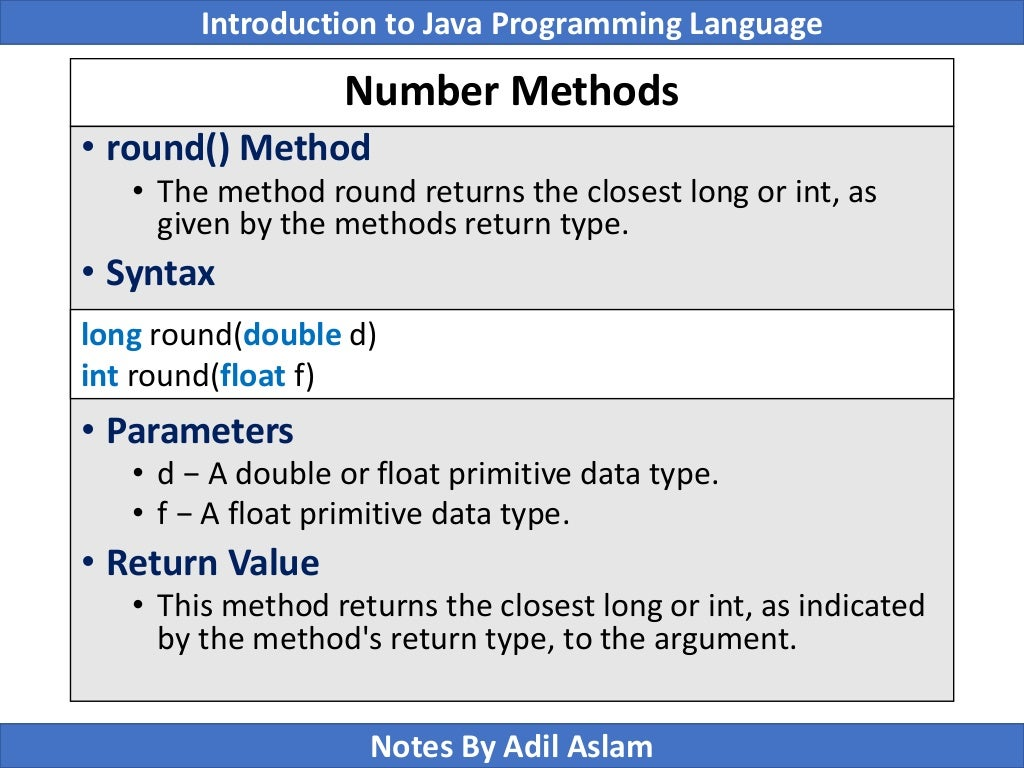 Introduction to Java Programming Language
Number Methods
• round() Method
• The method round returns the closest long or int, as
given by the methods return type.
• Syntax
long round(double d)
int round(float f)
• Parameters
• d − A double or float primitive data type.
• f − A float primitive data type.
• Return Value
• This method returns the closest long or int, as indicated
by the method's return type, to the argument.
Notes By Adil Aslam